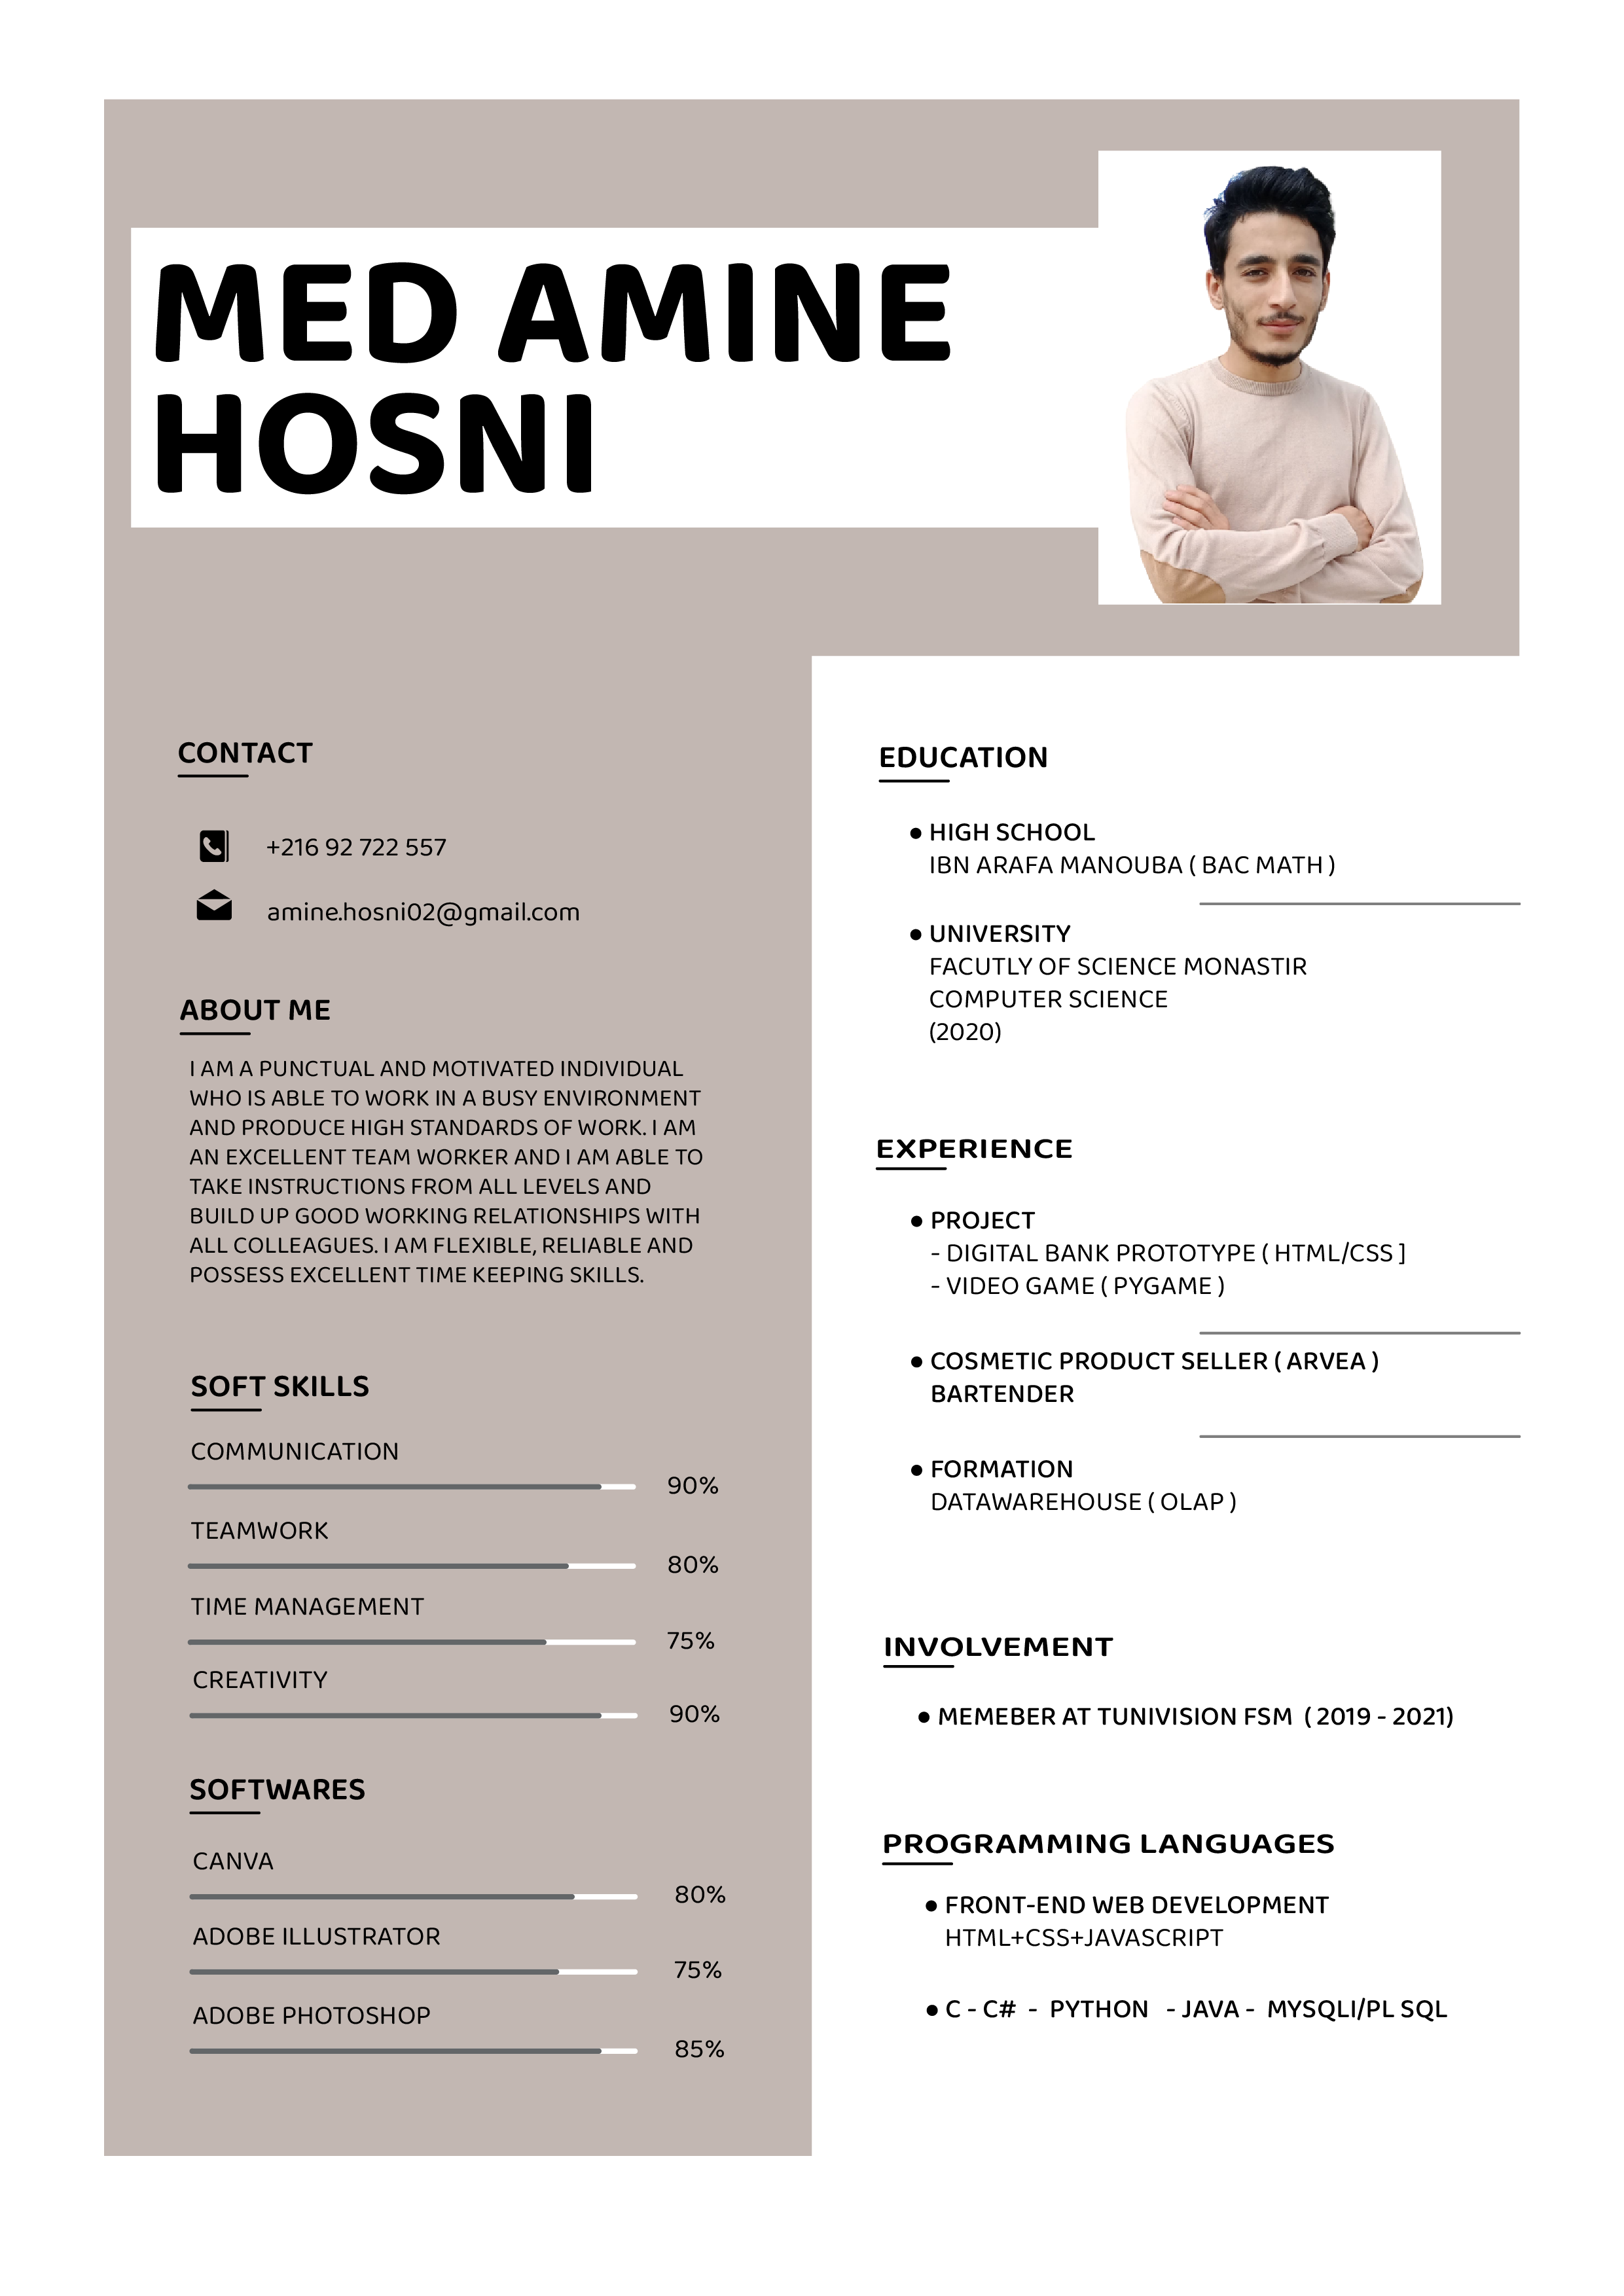 MED AMINE
HOSNI
CONTACT
+216 92 722 557
amine.hosni02@gmail.com
ABOUT ME
I AM A PUNCTUAL AND MOTIVATED INDIVIDUAL
WHO IS ABLE TO WORK IN A BUSY ENVIRONMENT
AND PRODUCE HIGH STANDARDS OF WORK. I AM
AN EXCELLENT TEAM WORKER AND I AM ABLE TO
TAKE INSTRUCTIONS FROM ALL LEVELS AND
BUILD UP GOOD WORKING RELATIONSHIPS WITH
ALL COLLEAGUES. I AM FLEXIBLE, RELIABLE AND
POSSESS EXCELLENT TIME KEEPING SKILLS.
SOFT SKILLS
COMMUNICATION
90%
TEAMWORK
80%
TIME MANAGEMENT
75%
CREATIVITY
90%
SOFTWARES
CANVA
80%
ADOBE ILLUSTRATOR
75%
ADOBE PHOTOSHOP
85%
EDUCATION
● HIGH SCHOOL
IBN ARAFA MANOUBA ( BAC MATH )
● UNIVERSITY
FACUTLY OF SCIENCE MONASTIR
COMPUTER SCIENCE
(2020)
EXPERIENCE
● PROJECT
- DIGITAL BANK PROTOTYPE ( HTML/CSS ]
- VIDEO GAME ( PYGAME )
● COSMETIC PRODUCT SELLER ( ARVEA )
BARTENDER
● FORMATION
DATAWAREHOUSE ( OLAP )
INVOLVEMENT
● MEMEBER AT TUNIVISION FSM ( 2019 - 2021)
PROGRAMMING LANGUAGES
● FRONT-END WEB DEVELOPMENT
HTML+CSS+JAVASCRIPT
● C - C# - PYTHON - JAVA - MYSQLI/PL SQL